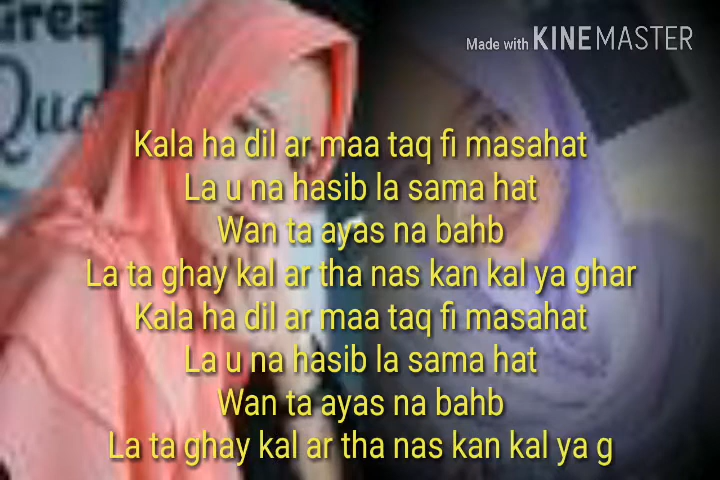 Made with KINEMASTER
Kala ha dil ar maa taq fi masahat
La u na hasib la sama hat
Wan ta ayas na bahb
La ta ghay kal ar tha nas kan kal ya ghar
Kala ha dil ar maa taq fi masahat
La u na hasib la sama hat
Wan ta ayas na bahb
La ta ghay kal ar tha nas kan kal ya g